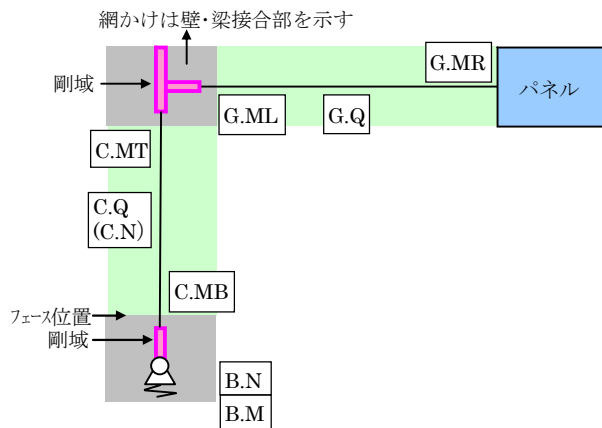 網かけは壁・梁接合部を示す
G.MR
剛域
パネル
G.ML
G.Q
C.MT
C.Q
(C.N)
C.MB
フェース位置
剛域
B.N
B.M